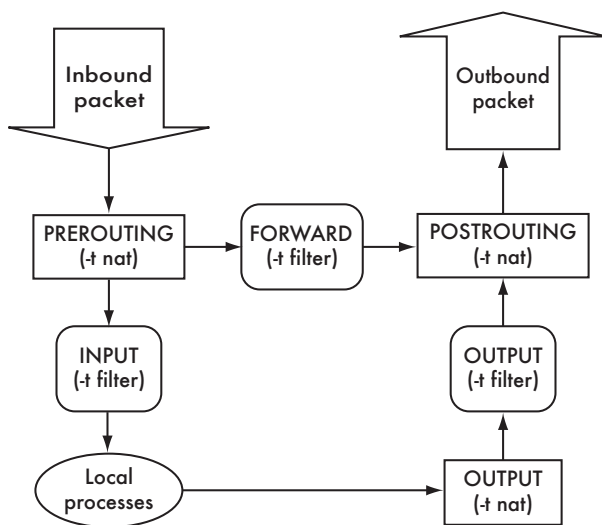 Inbound
packet
Outbound
packet
PREROUTING
(-t nat)
FORWARD
(-t filter)
POSTROUTING
(-t nat)
INPUT
(-t filter)
OUTPUT
(-t filter)
Local
processes
OUTPUT
(-t nat)